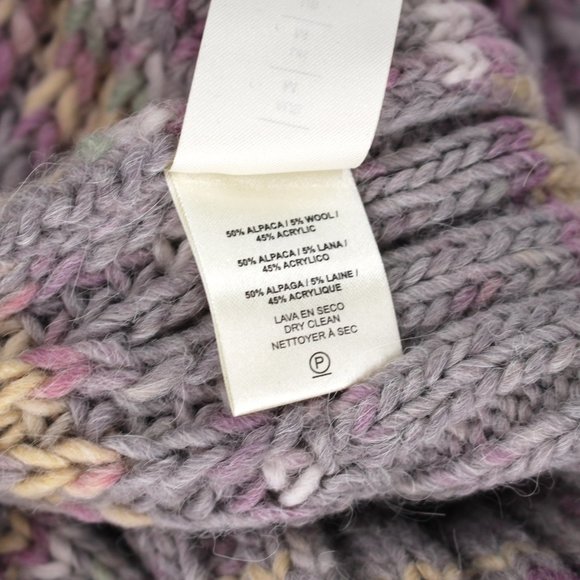 50% ALPACA / 5% WOOL /
45% ACRYLIC
50% ALPACA / 5% LANA /
45% ACRYLICO
50% ALPAGA / 5% LAINE /
45% ACRYLIQUE
LAVA EN SECO
DRY CLEAN
NETTOYER À SEC
P